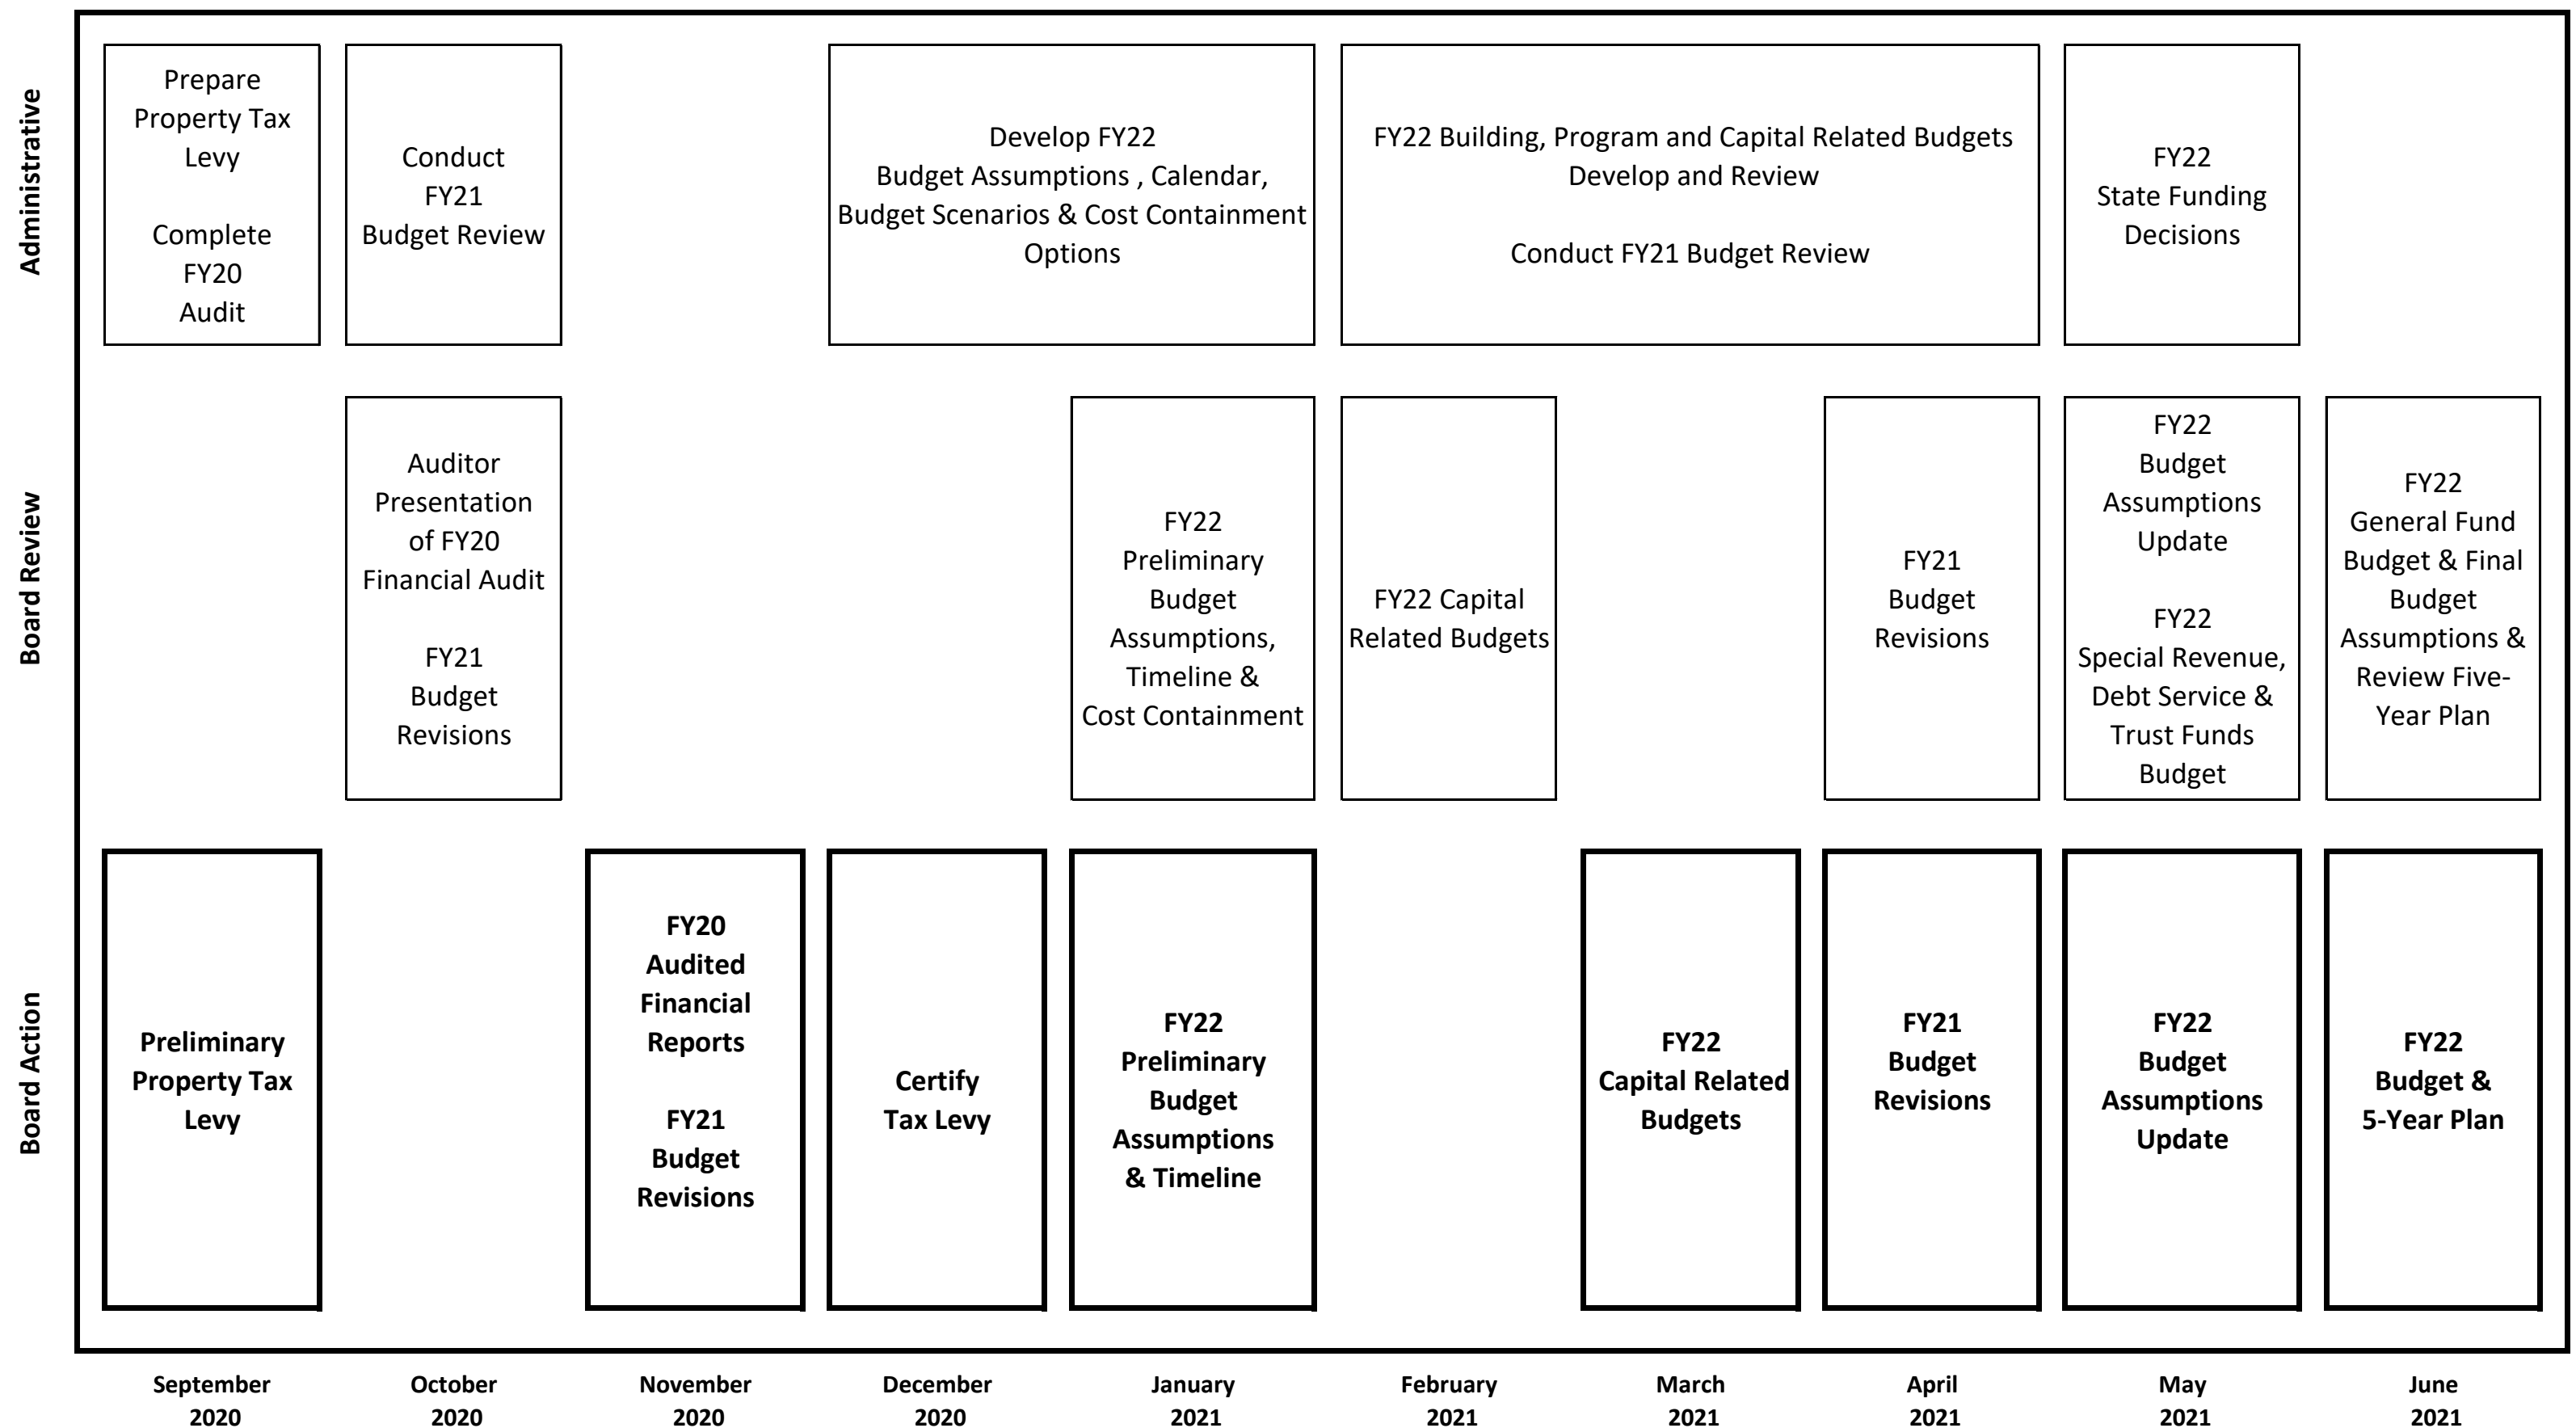 Administrative
Prepare
Property Tax
Levy
Complete
FY20
Audit
Conduct
FY21
Budget Review
Develop FY22
Budget Assumptions , Calendar,
Budget Scenarios & Cost Containment
Options
FY22 Building, Program and Capital Related Budgets
Develop and Review
Conduct FY21 Budget Review
FY22
State Funding
Decisions
Board Review
Auditor
Presentation
of FY20
Financial Audit
FY21
Budget
Revisions
FY22
Preliminary
Budget
Assumptions,
Timeline &
Cost Containment
FY22 Capital
Related Budgets
FY21
Budget
Revisions
FY22
Budget
Assumptions
Update
FY22
Special Revenue,
Debt Service &
Trust Funds
Budget
FY22
General Fund
Budget & Final
Budget
Assumptions &
Review Five-
Year Plan
Board Action
Preliminary
Property Tax
Levy
FY20
Audited
Financial
Reports
FY21
Budget
Revisions
Certify
Tax Levy
FY22
Preliminary
Budget
Assumptions
& Timeline
FY22
Capital Related
Budgets
FY21
Budget
Revisions
FY22
Budget
Assumptions
Update
FY22
Budget &
5-Year Plan
September
2020
October
2020
November
2020
December
2020
January
2021
February
2021
March
2021
April
2021
May
2021
June
2021